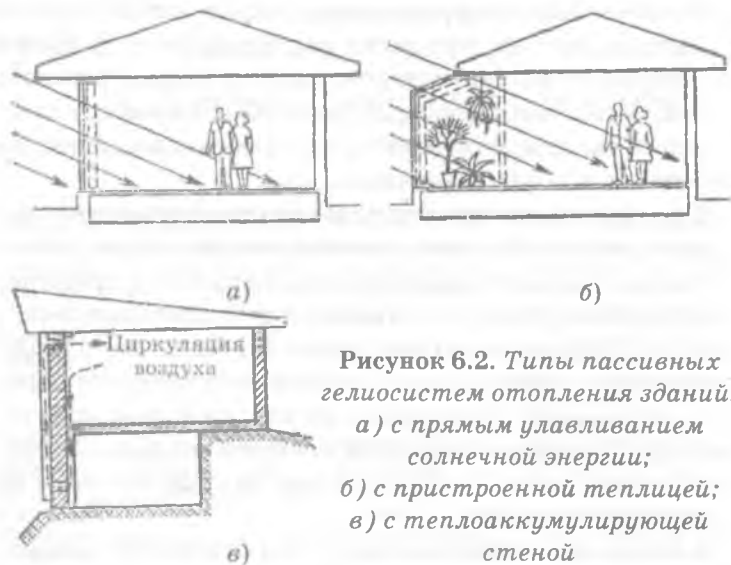 а)
б)
Циркуляция
воздуха
в)
Рисунок 6.2. Типы пассивных
гелиосистем отопления зданий
а) с прямым улавливанием
солнечной энергии;
б) с пристроенной теплицей;
в) с теплоаккумулирующей
стеной